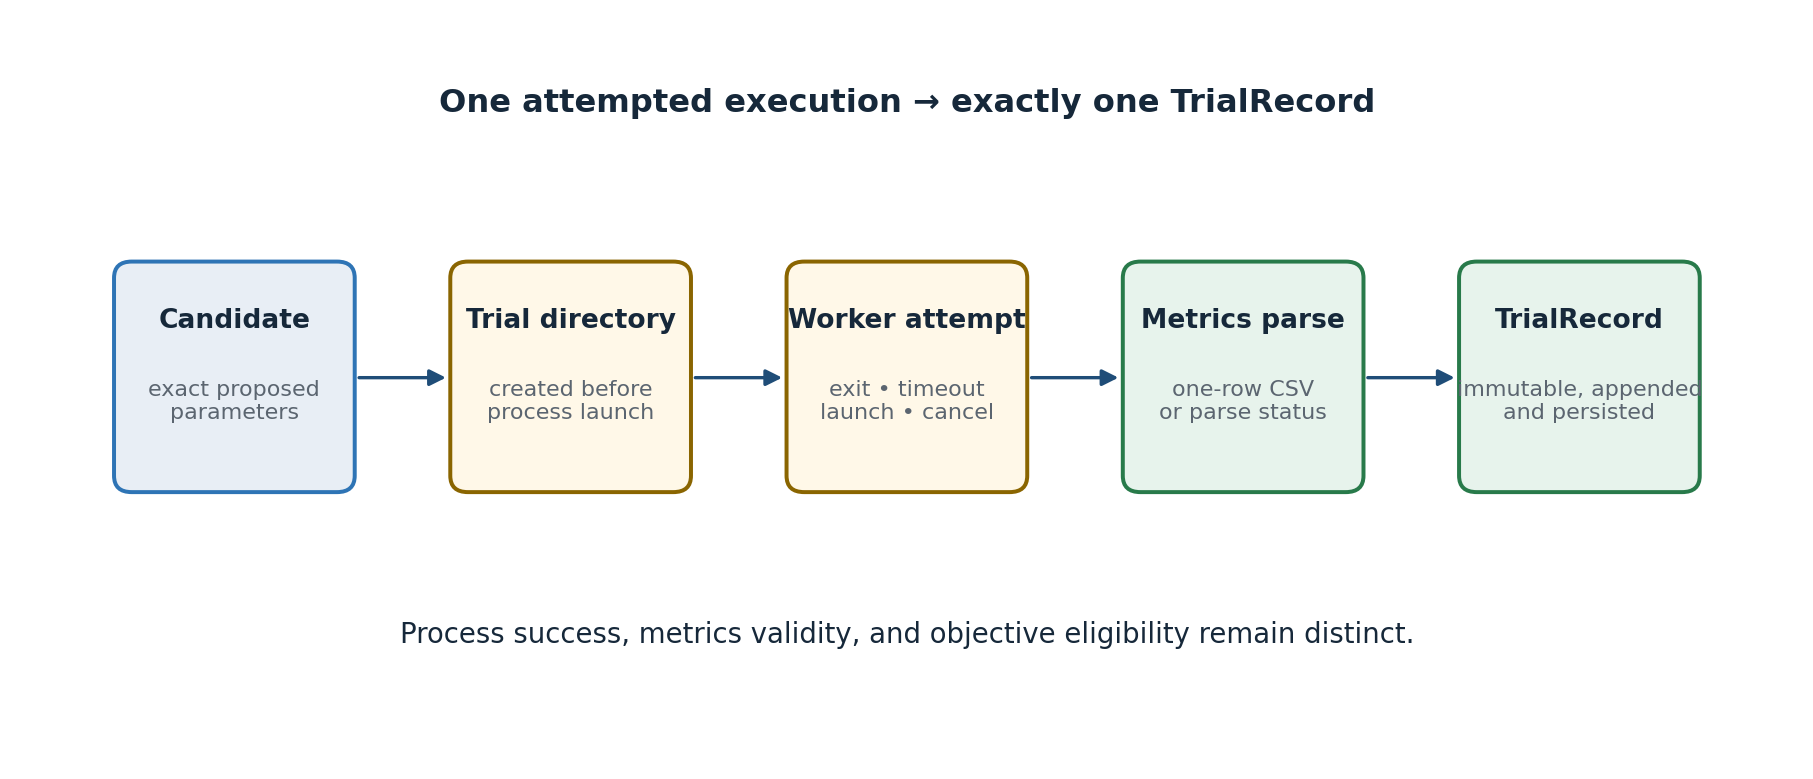 One attempted execution → exactly one TrialRecord
Candidate
exact proposed
parameters
Trial directory
created before
process launch
Worker attempt
exit • timeout
launch • cancel
Metrics parse
one-row CSV
or parse status
TrialRecord
immutable, appended
and persisted
Process success, metrics validity, and objective eligibility remain distinct.